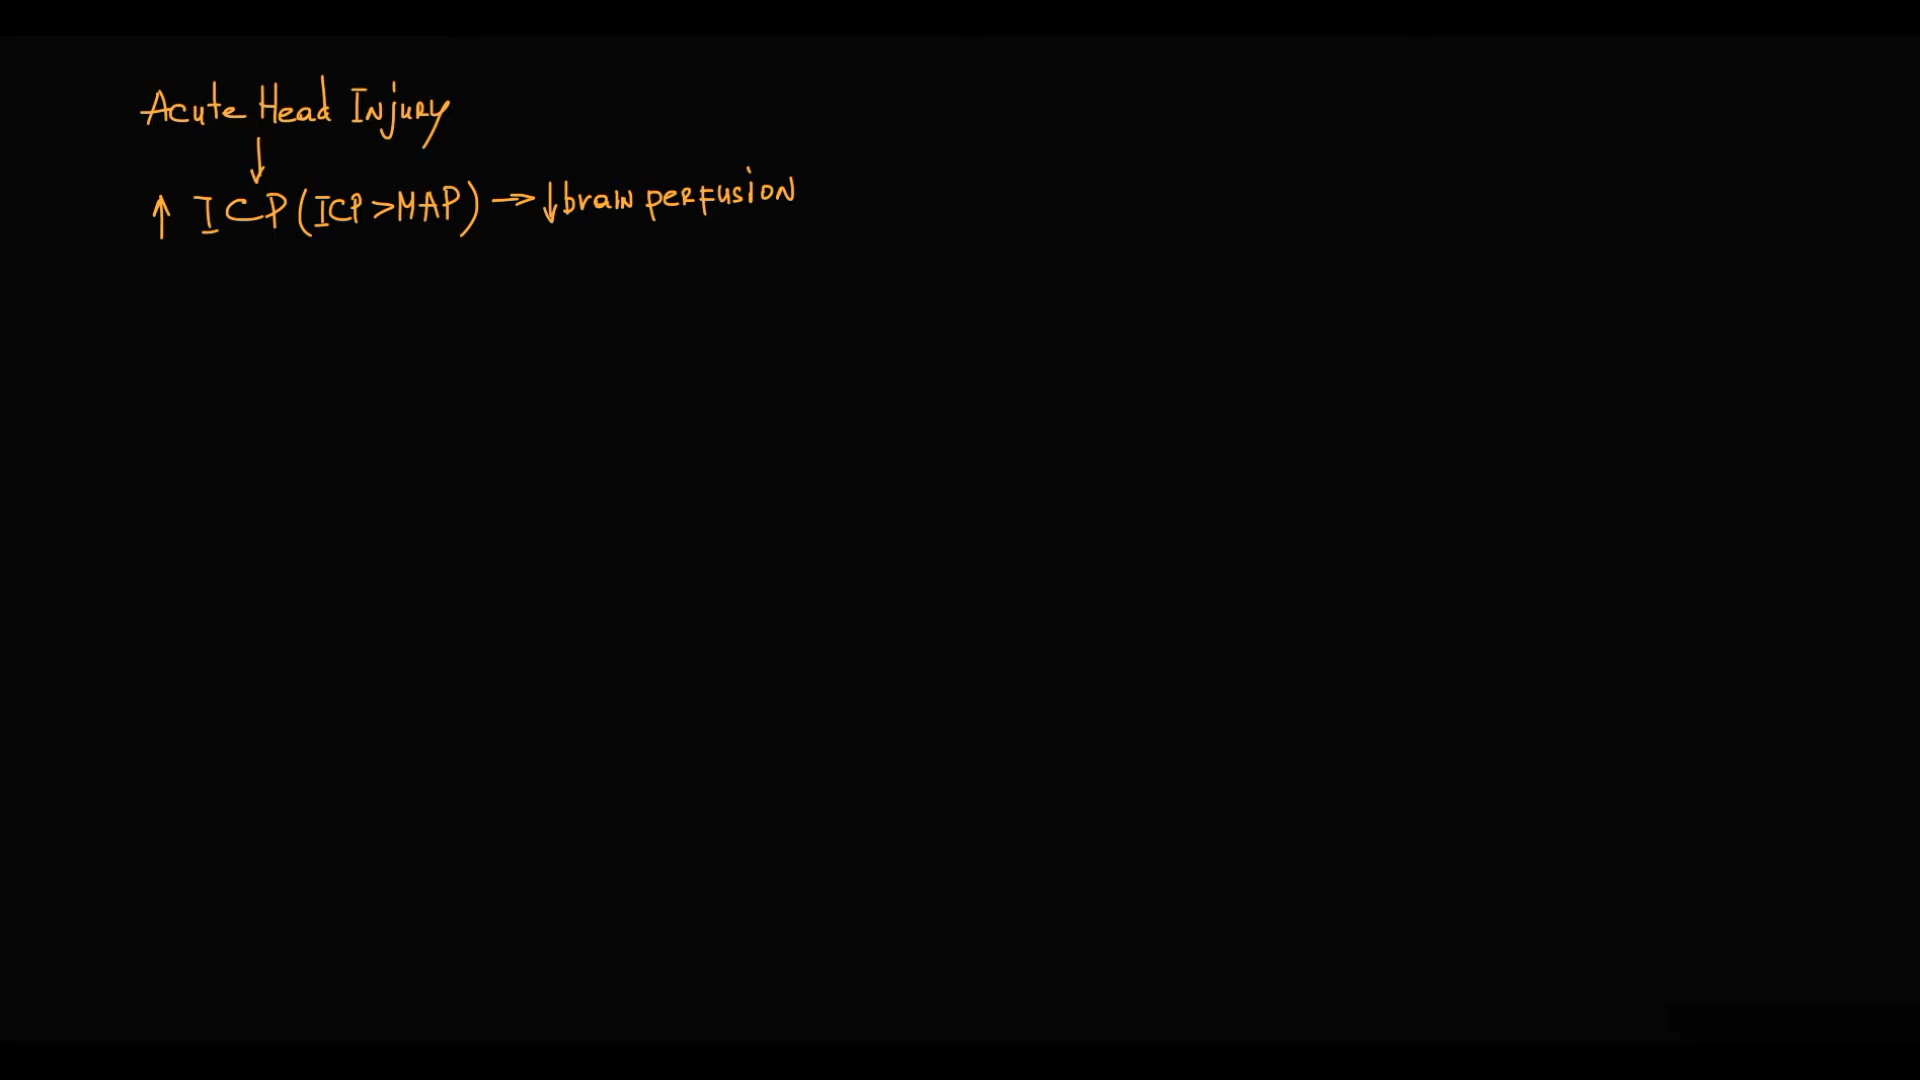 Acute Head Injury
↓
↑ ICP (ICP > MAP) → ↓ brain perfusion